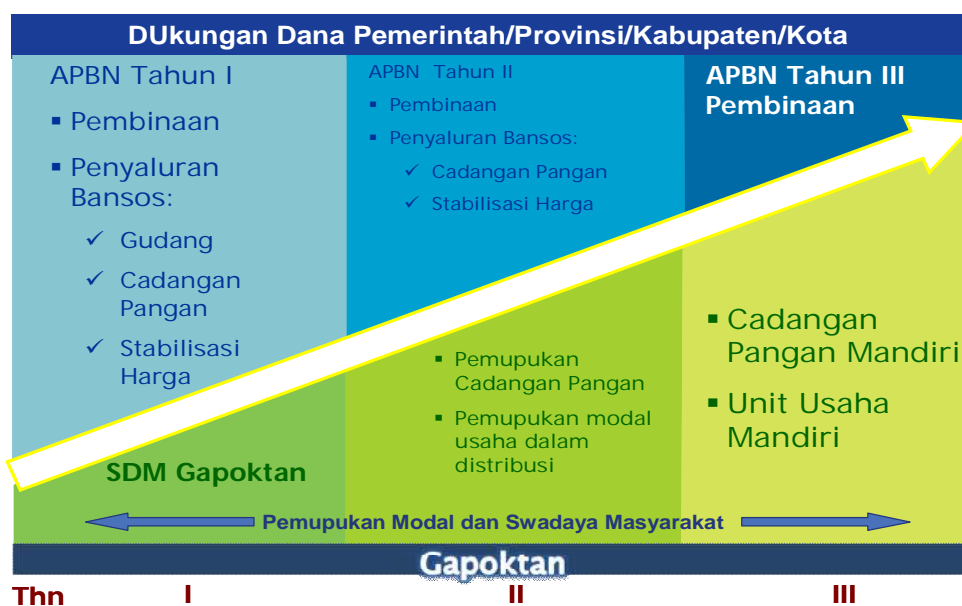 DUkungan Dana Pemerintah/Provinsi/Kabupaten/Kota
APBN Tahun I
▪ Pembinaan
▪ Penyaluran
Bansos:
✓ Gudang
✓ Cadangan
Pangan
✓ Stabilisasi
Harga
APBN Tahun II
▪ Pembinaan
▪ Penyaluran Bansos:
✓ Cadangan Pangan
✓ Stabilisasi Harga
APBN Tahun III
Pembinaan
SDM Gapoktan
▪ Pemupukan
Cadangan Pangan
▪ Pemupukan modal
usaha dalam
distribusi
▪ Cadangan
Pangan Mandiri
▪ Unit Usaha
Mandiri
Pemupukan Modal dan Swadaya Masyarakat
Gapoktan
Thn I II III